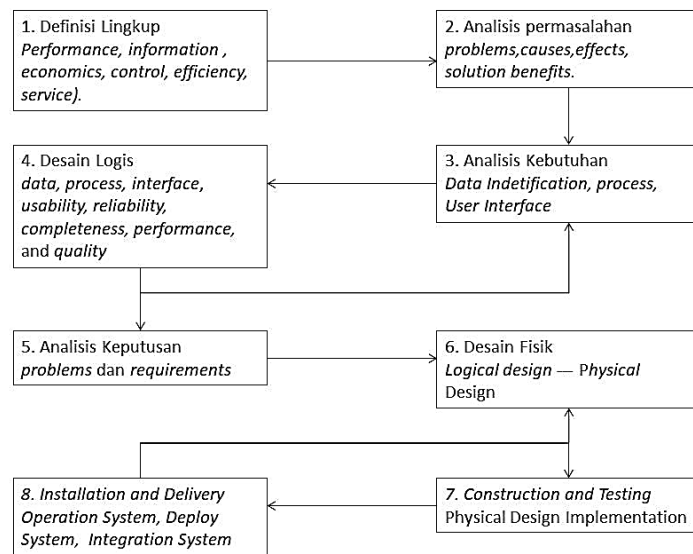 1. Definisi Lingkup
Performance, information ,
economics, control, efficiency,
service).
2. Analisis permasalahan
problems,causes,effects,
solution benefits.
3. Analisis Kebutuhan
Data Indetification, process,
User Interface
4. Desain Logis
data, process, interface,
usability, reliability,
completeness, performance,
and quality
5. Analisis Keputusan
problems dan requirements
6. Desain Fisik
Logical design — Physical
Design
7. Construction and Testing
Physical Design Implementation
8. Installation and Delivery
Operation System, Deploy
System, Integration System